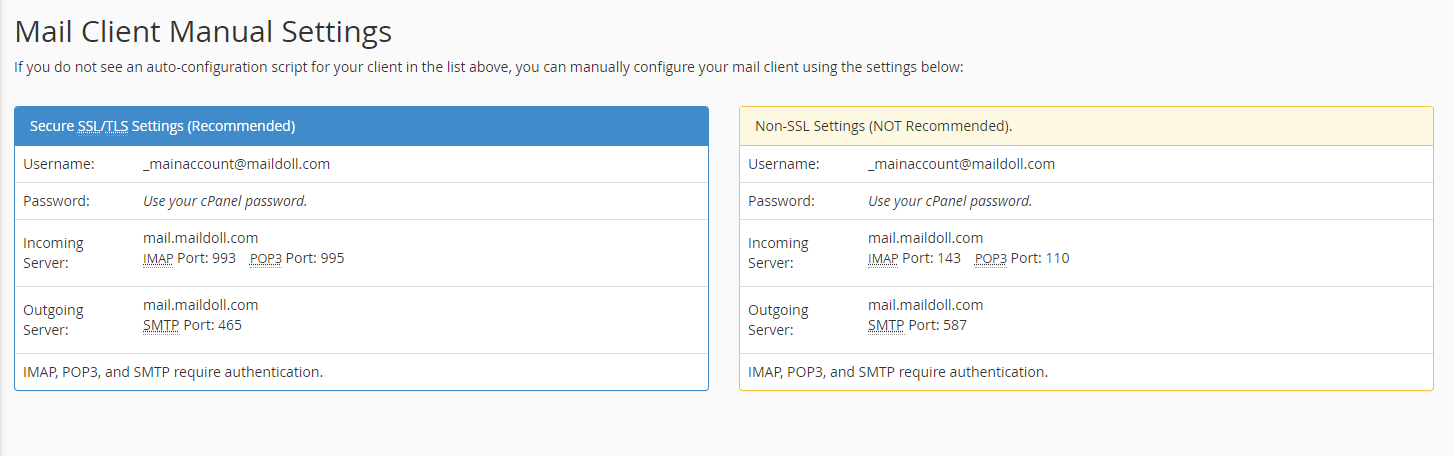 Mail Client Manual Settings
If you do not see an auto-configuration script for your client in the list above, you can manually configure your mail client using the settings below:
Secure SSL/TLS Settings (Recommended)
Username: _mainaccount@maildoll.com
Password: Use your cPanel password.
Incoming Server: mail.maildoll.com
IMAP Port: 993 POP3 Port: 995
Outgoing Server: mail.maildoll.com
SMTP Port: 465
IMAP, POP3, and SMTP require authentication.
Non-SSL Settings (NOT Recommended).
Username: _mainaccount@maildoll.com
Password: Use your cPanel password.
Incoming Server: mail.maildoll.com
IMAP Port: 143 POP3 Port: 110
Outgoing Server: mail.maildoll.com
SMTP Port: 587
IMAP, POP3, and SMTP require authentication.